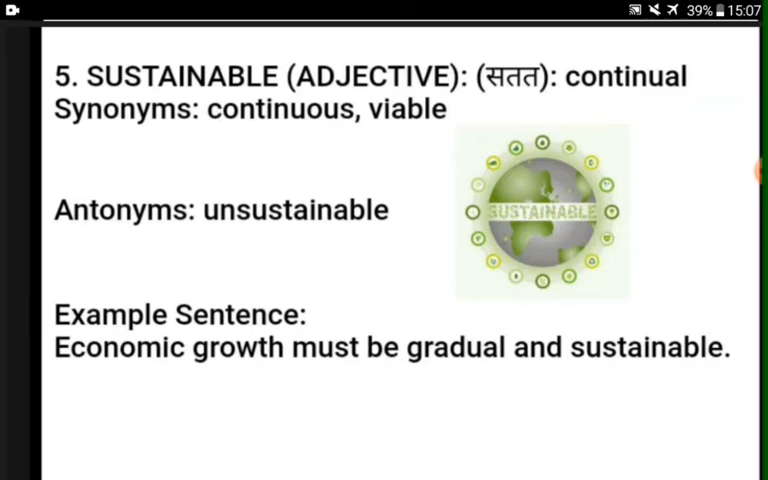 39% 15:07
5. SUSTAINABLE (ADJECTIVE): (सतत): continual
Synonyms: continuous, viable
SUSTAINABLE
Antonyms: unsustainable
Example Sentence:
Economic growth must be gradual and sustainable.